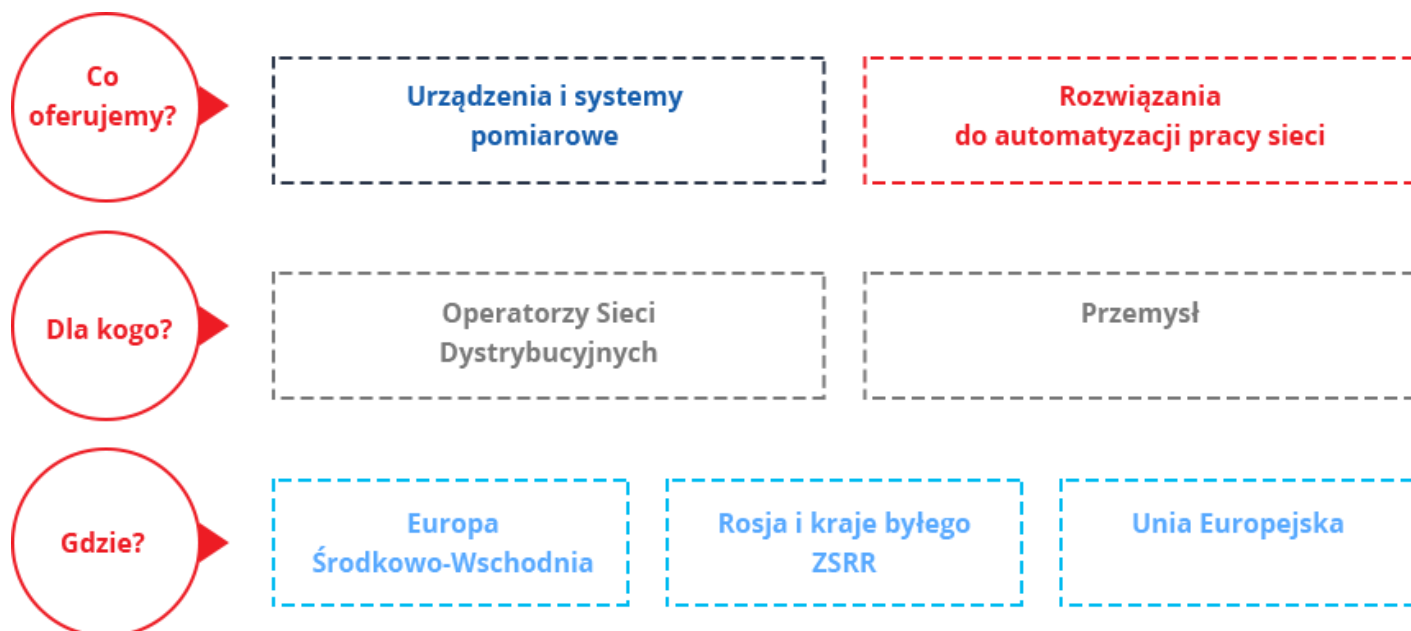 Co
oferujemy?
Urządzenia i systemy
pomiarowe
Rozwiązania
do automatyzacji pracy sieci
Dla kogo?
Operatorzy Sieci
Dystrybucyjnych
Przemysł
Gdzie?
Europa
Środkowo-Wschodnia
Rosja i kraje byłego
ZSRR
Unia Europejska